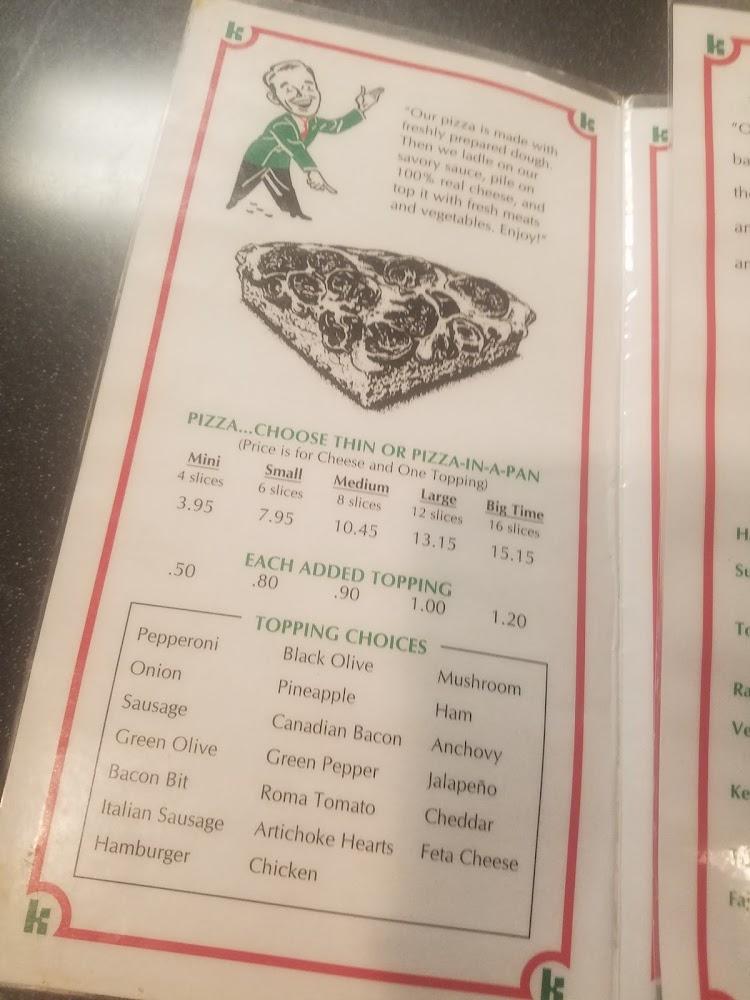 k
k
k
k
"Our pizza is made with
freshly prepared dough.
Then we ladle on our
savory sauce, pile on
100% real cheese, and
top it with fresh meats
and vegetables. Enjoy!"
PIZZA...CHOOSE THIN OR PIZZA-IN-A-PAN
(Price is for Cheese and One Topping)
Mini Small Medium Large Big Time
4 slices 6 slices 8 slices 12 slices 16 slices
3.95 7.95 10.45 13.15 15.15
EACH ADDED TOPPING
.50 .80 .90 1.00 1.20
TOPPING CHOICES
Pepperoni Black Olive Mushroom
Onion Pineapple Ham
Sausage Canadian Bacon Anchovy
Green Olive Green Pepper Jalapeño
Bacon Bit Roma Tomato Cheddar
Italian Sausage Artichoke Hearts Feta Cheese
Hamburger Chicken
k
k